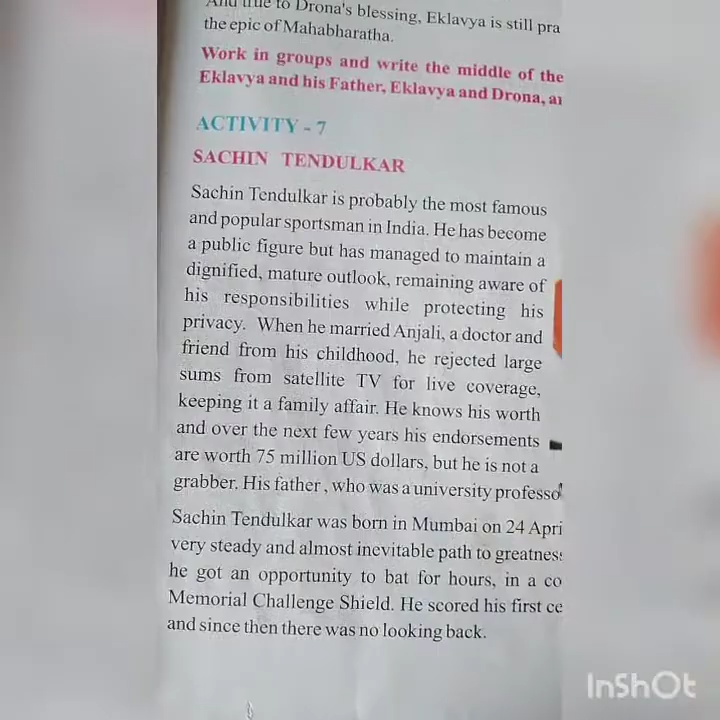 And true to Drona's blessing, Eklavya is still pra
the epic of Mahabharatha.
Work in groups and write the middle of the
Eklavya and his Father, Eklavya and Drona, an
ACTIVITY - 7
SACHIN TENDULKAR
Sachin Tendulkar is probably the most famous
and popular sportsman in India. He has become
a public figure but has managed to maintain a
dignified, mature outlook, remaining aware of
his responsibilities while protecting his
privacy. When he married Anjali, a doctor and
friend from his childhood, he rejected large
sums from satellite TV for live coverage,
keeping it a family affair. He knows his worth
and over the next few years his endorsements
are worth 75 million US dollars, but he is not a
grabber. His father , who was a university professo
Sachin Tendulkar was born in Mumbai on 24 Apri
very steady and almost inevitable path to greatness
he got an opportunity to bat for hours, in a co
Memorial Challenge Shield. He scored his first ce
and since then there was no looking back.
InShOt